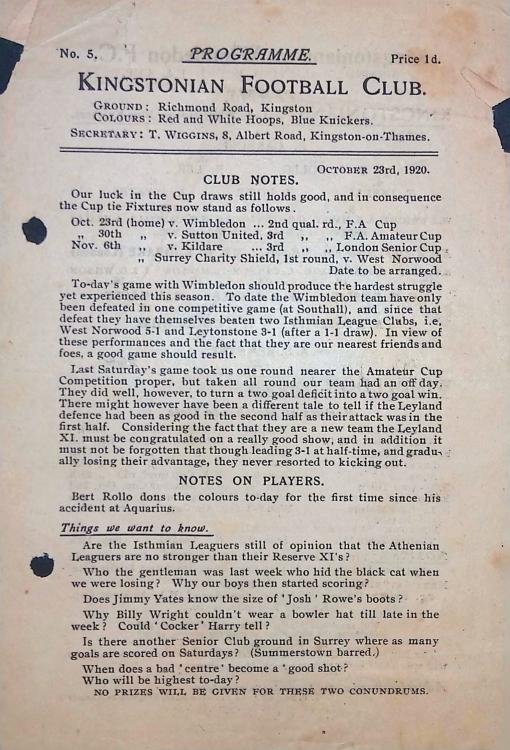 No. 5.
PROGRAMME.
Price 1d.
KINGSTONIAN FOOTBALL CLUB.
GROUND: Richmond Road, Kingston
COLOURS: Red and White Hoops, Blue Knickers.
SECRETARY: T. WIGGINS, 8, Albert Road, Kingston-on-Thames.
OCTOBER 23rd, 1920.
CLUB NOTES.
Our luck in the Cup draws still holds good, and in consequence
the Cup tie Fixtures now stand as follows.
Oct. 23rd (home) v. Wimbledon ... 2nd qual. rd., F.A Cup
„ 30th „ v. Sutton United, 3rd „ „ F.A. Amateur Cup
Nov. 6th „ v. Kildare ... 3rd „ „ London Senior Cup
„ Surrey Charity Shield, 1st round, v. West Norwood
Date to be arranged.
To-day's game with Wimbledon should produce the hardest struggle
yet experienced this season. To date the Wimbledon team have only
been defeated in one competitive game (at Southall), and since that
defeat they have themselves beaten two Isthmian League Clubs, i.e,
West Norwood 5-1 and Leytonstone 3-1 (after a 1-1 draw). In view of
these performances and the fact that they are our nearest friends and
foes, a good game should result.
Last Saturday's game took us one round nearer the Amateur Cup
Competition proper, but taken all round our team had an off day.
They did well, however, to turn a two goal deficit into a two goal win.
There might however have been a different tale to tell if the Leyland
defence had been as good in the second half as their attack was in the
first half. Considering the fact that they are a new team the Leyland
XI. must be congratulated on a really good show, and in addition it
must not be forgotten that though leading 3-1 at half-time, and gradu-
ally losing their advantage, they never resorted to kicking out.
NOTES ON PLAYERS.
Bert Rollo dons the colours to-day for the first time since his
accident at Aquarius.
Things we want to know.
Are the Isthmian Leaguers still of opinion that the Athenian
Leaguers are no stronger than their Reserve XI's?
Who the gentleman was last week who hid the black cat when
we were losing? Why our boys then started scoring?
Does Jimmy Yates know the size of 'Josh' Rowe's boots?
Why Billy Wright couldn't wear a bowler hat till late in the
week? Could 'Cocker' Harry tell?
Is there another Senior Club ground in Surrey where as many
goals are scored on Saturdays? (Summerstown barred.)
When does a bad 'centre' become a 'good shot?
Who will be highest to-day?
NO PRIZES WILL BE GIVEN FOR THESE TWO CONUNDRUMS.